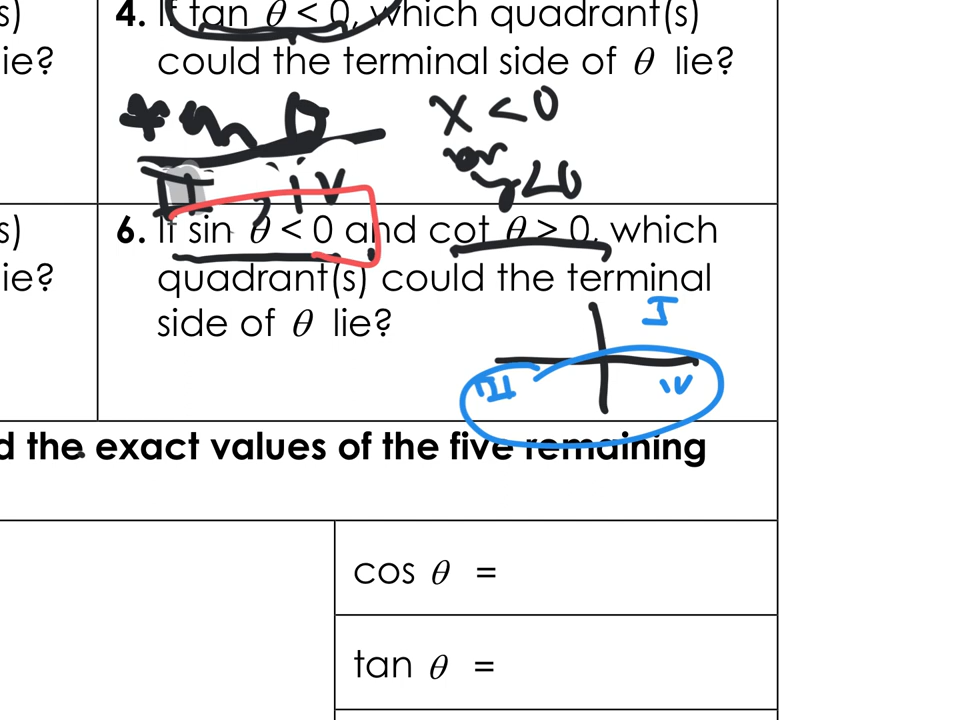 s)
ie?
4. If tan θ < 0, which quadrant(s)
could the terminal side of θ lie?
x < 0
or
y < 0
II , iv
s)
ie?
6. If sin θ < 0 and cot θ > 0, which
quadrant(s) could the terminal
side of θ lie?
I
III iv
d the exact values of the five remaining
cos θ =
tan θ =